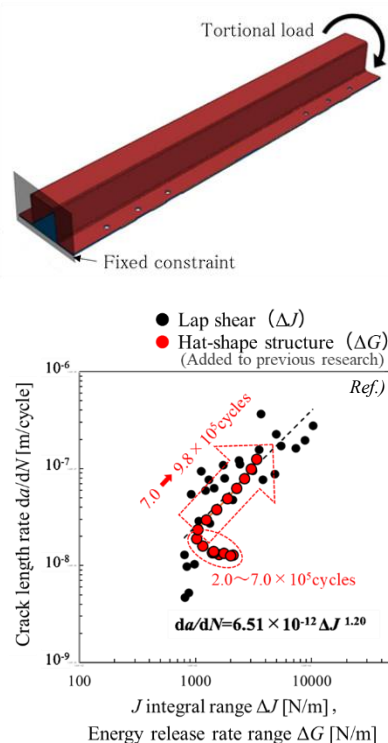 Tortional load
Fixed constraint
● Lap shear (ΔJ)
● Hat-shape structure (ΔG)
(Added to previous research)
Ref.)
Crack length rate da/dN [m/cycle]
10-6
10-7
10-8
10-9
7.0 ➡ 9.8×10⁵cycles
2.0～7.0×10⁵cycles
da/dN=6.51×10-12 ΔJ 1.20
100 1000 10000
J integral range ΔJ [N/m] ,
Energy release rate range ΔG [N/m]